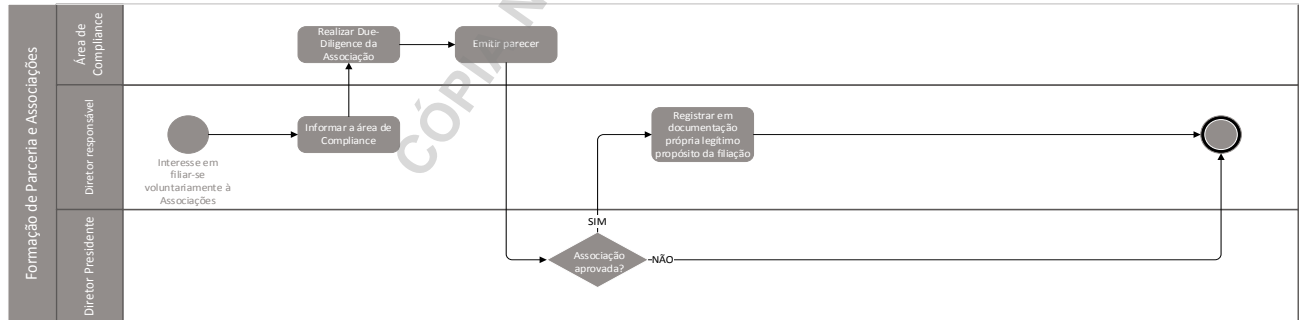 Formação de Parceria e Associações
Área de
Compliance
Realizar Due-
Diligence da
Associação
Emitir parecer
Diretor responsável
Interesse em
filiar-se
voluntariamente à
Associações
Informar a área de
Compliance
Registrar em
documentação
própria legítimo
propósito da filiação
Diretor Presidente
SIM
Associação
aprovada?
NÃO
CÓPIA